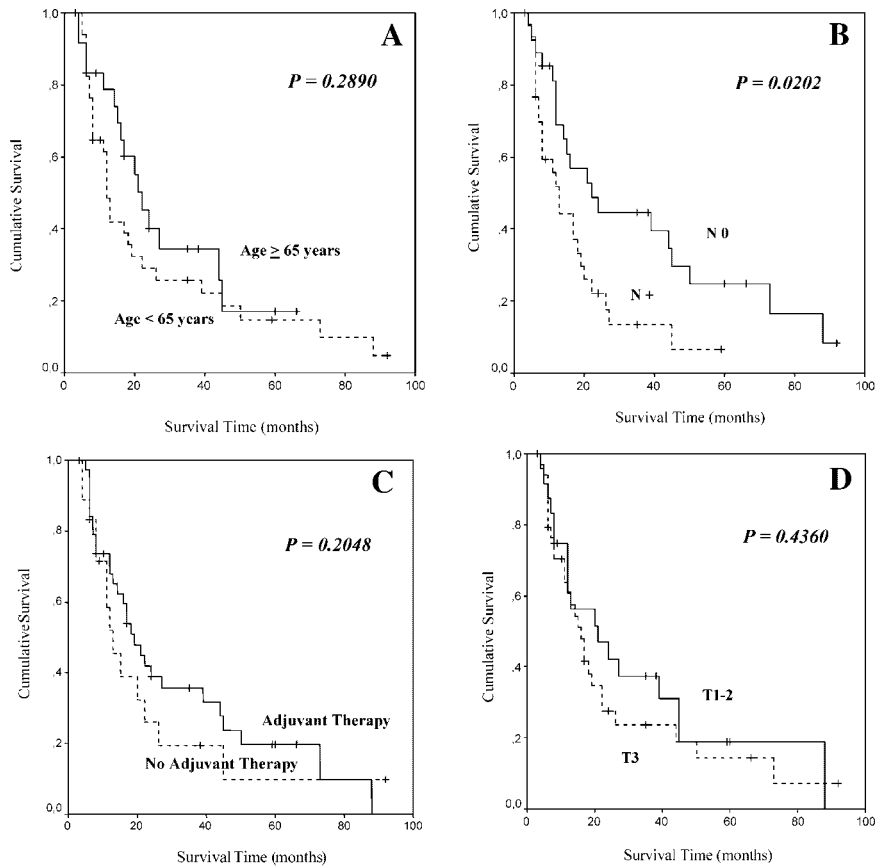 A
P = 0.2890
Cumulative Survival
1,0
,8
,6
,4
,2
0,0
Age ≥ 65 years
Age < 65 years
0
20
40
60
80
100
Survival Time (months)
B
P = 0.0202
Cumulative Survival
1,0
,8
,6
,4
,2
0,0
N 0
N +
0
20
40
60
80
100
Survival Time (months)
C
P = 0.2048
Cumulative Survival
1,0
,8
,6
,4
,2
0,0
Adjuvant Therapy
No Adjuvant Therapy
0
20
40
60
80
100
Survival Time (months)
D
P = 0.4360
Cumulative Survival
1,0
,8
,6
,4
,2
0,0
T1-2
T3
0
20
40
60
80
100
Survival Time (months)